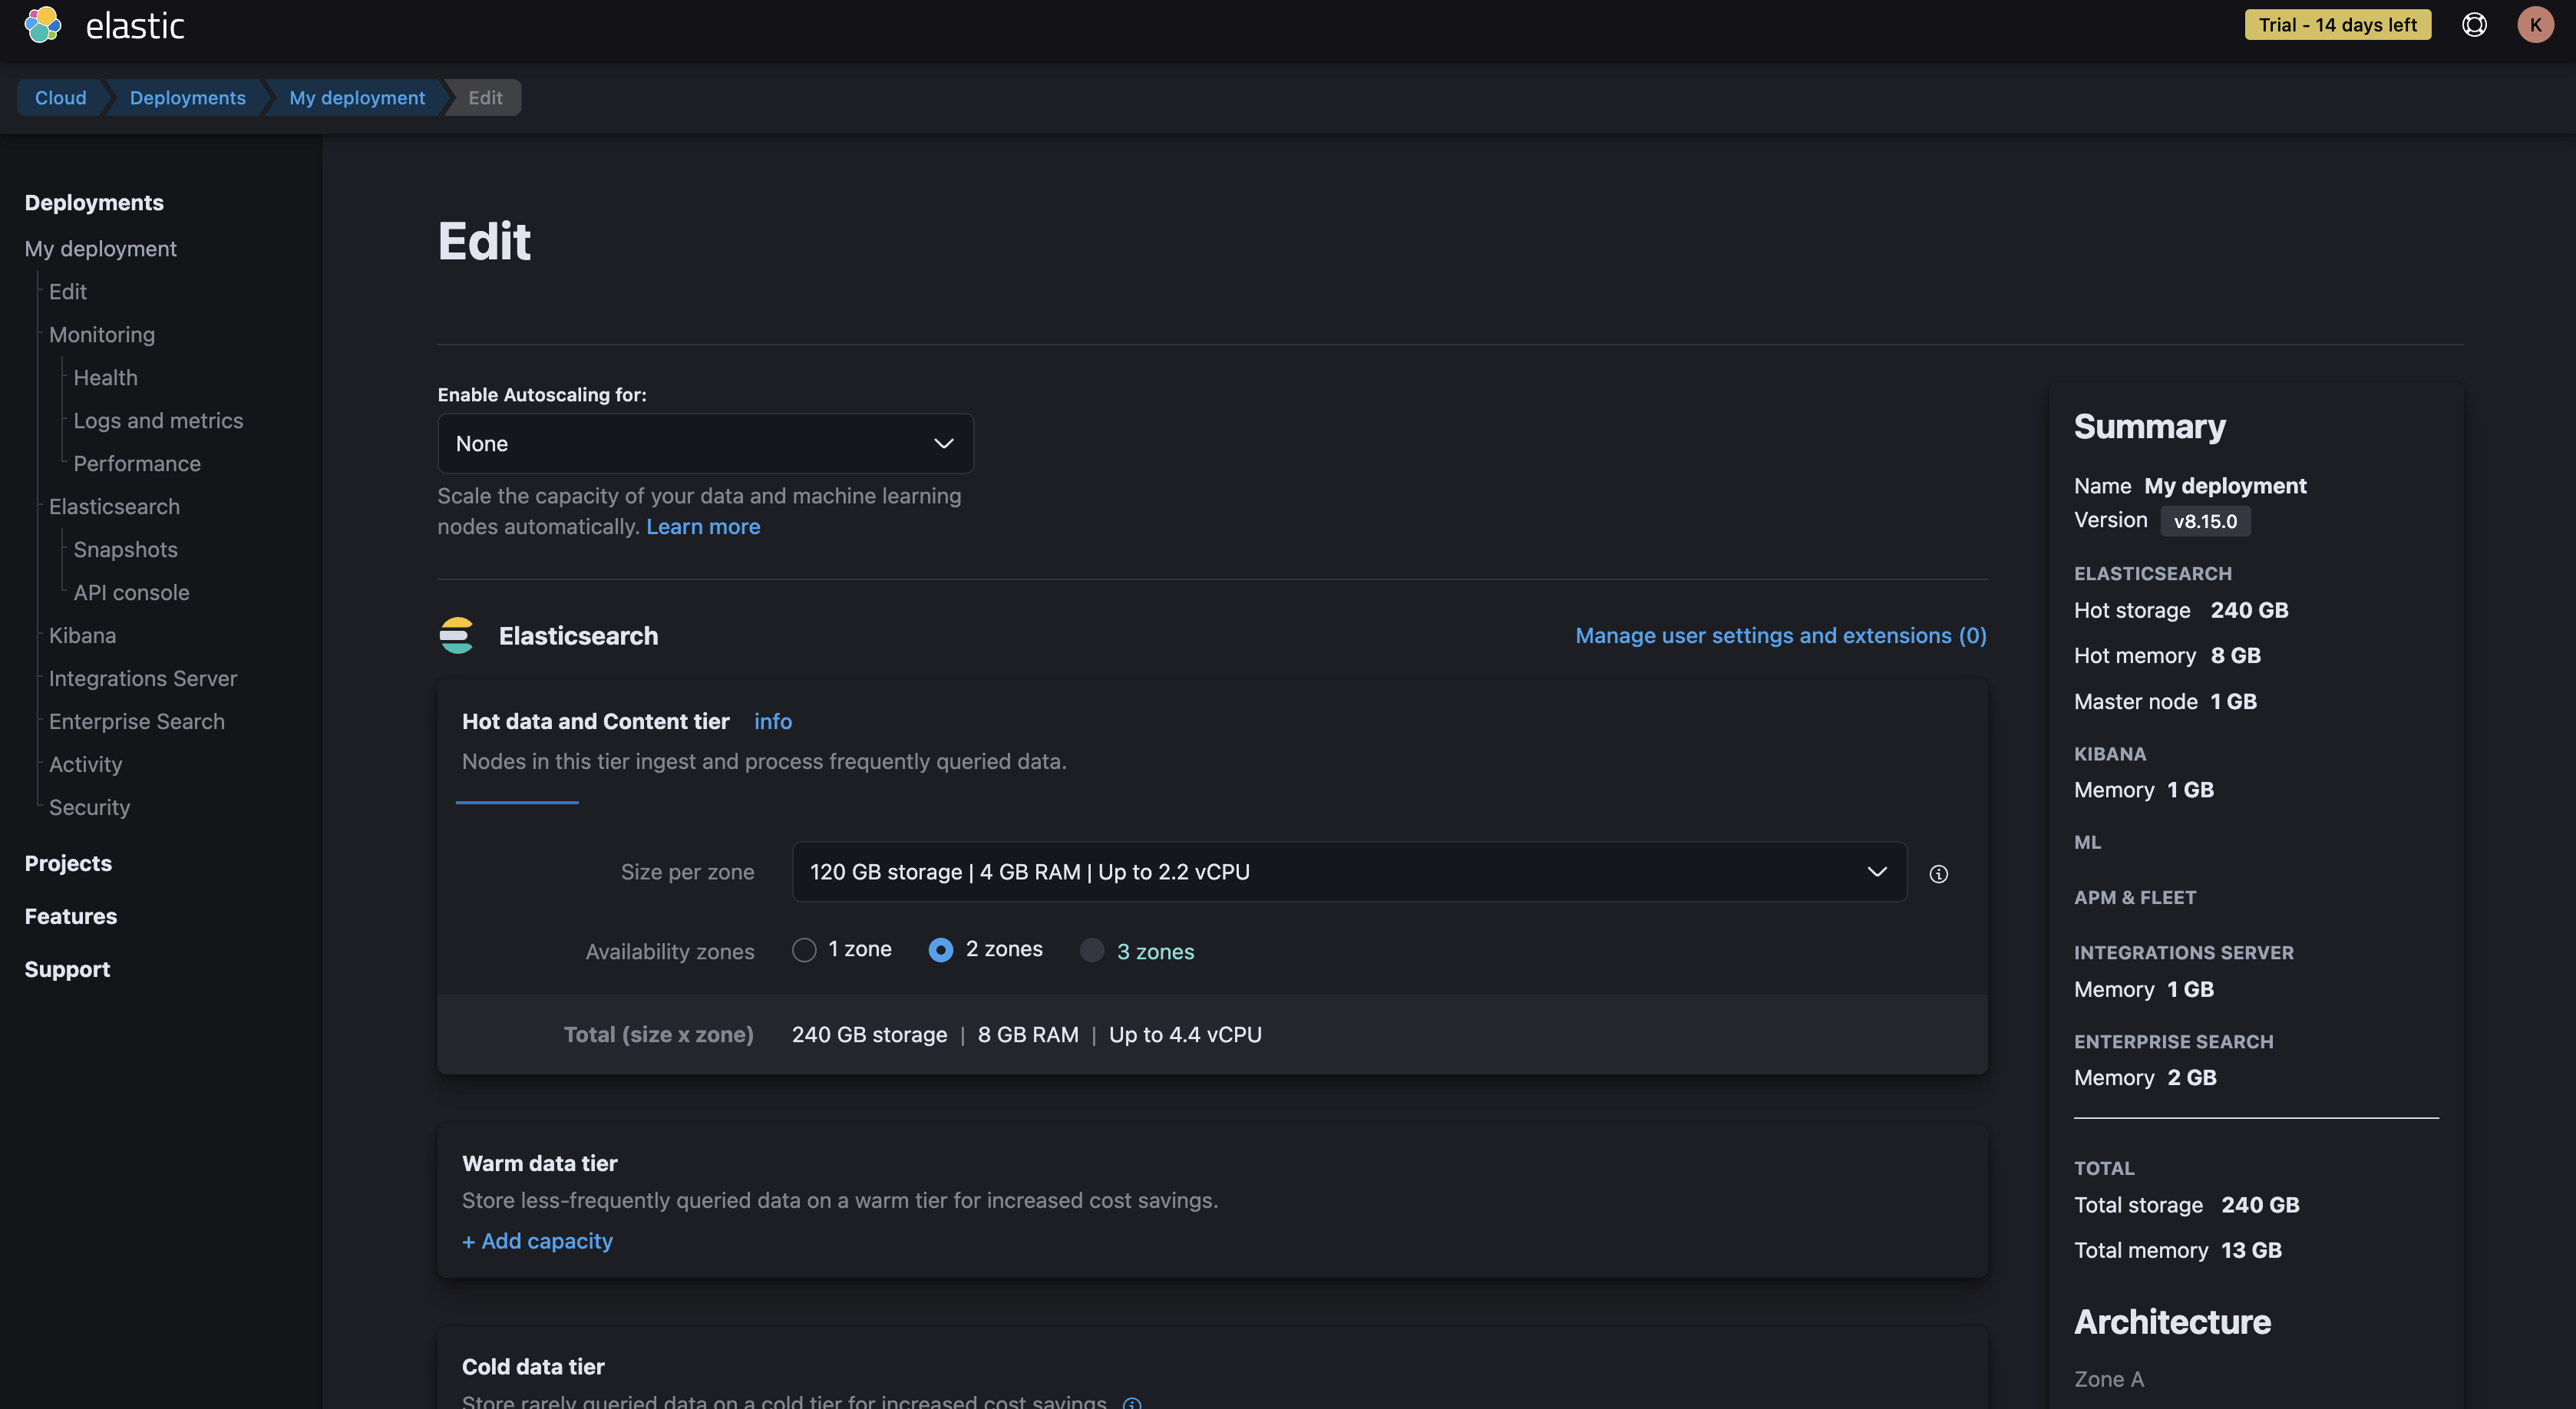 elastic
Trial - 14 days left
K
Cloud
Deployments
My deployment
Edit
Deployments
My deployment
Edit
Monitoring
Health
Logs and metrics
Performance
Elasticsearch
Snapshots
API console
Kibana
Integrations Server
Enterprise Search
Activity
Security
Projects
Features
Support
Edit
Enable Autoscaling for:
None
Scale the capacity of your data and machine learning
nodes automatically. Learn more
Elasticsearch
Manage user settings and extensions (0)
Hot data and Content tier info
Nodes in this tier ingest and process frequently queried data.
Size per zone
120 GB storage | 4 GB RAM | Up to 2.2 vCPU
Availability zones
1 zone
2 zones
3 zones
Total (size x zone)
240 GB storage | 8 GB RAM | Up to 4.4 vCPU
Warm data tier
Store less-frequently queried data on a warm tier for increased cost savings.
+ Add capacity
Cold data tier
Store rarely queried data on a cold tier for increased cost savings.
Summary
Name My deployment
Version v8.15.0
ELASTICSEARCH
Hot storage 240 GB
Hot memory 8 GB
Master node 1 GB
KIBANA
Memory 1 GB
ML
APM & FLEET
INTEGRATIONS SERVER
Memory 1 GB
ENTERPRISE SEARCH
Memory 2 GB
TOTAL
Total storage 240 GB
Total memory 13 GB
Architecture
Zone A